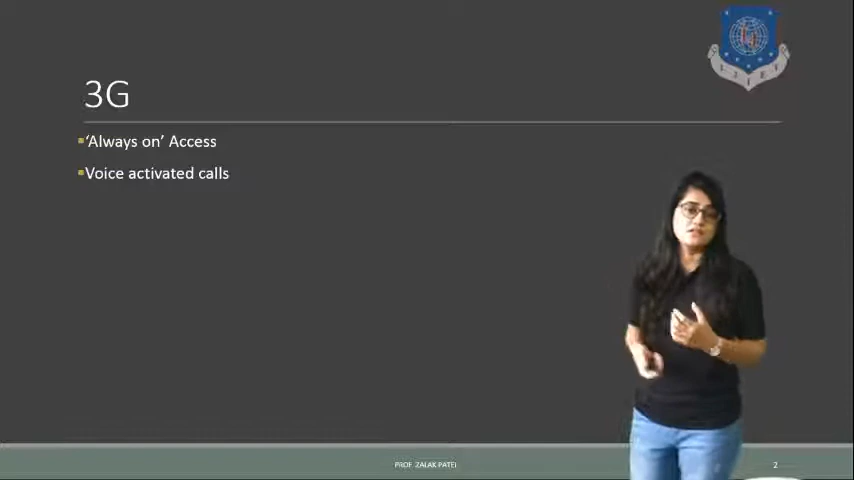 3G
‘Always on’ Access
Voice activated calls
PROF. ZALAK PATEL
2